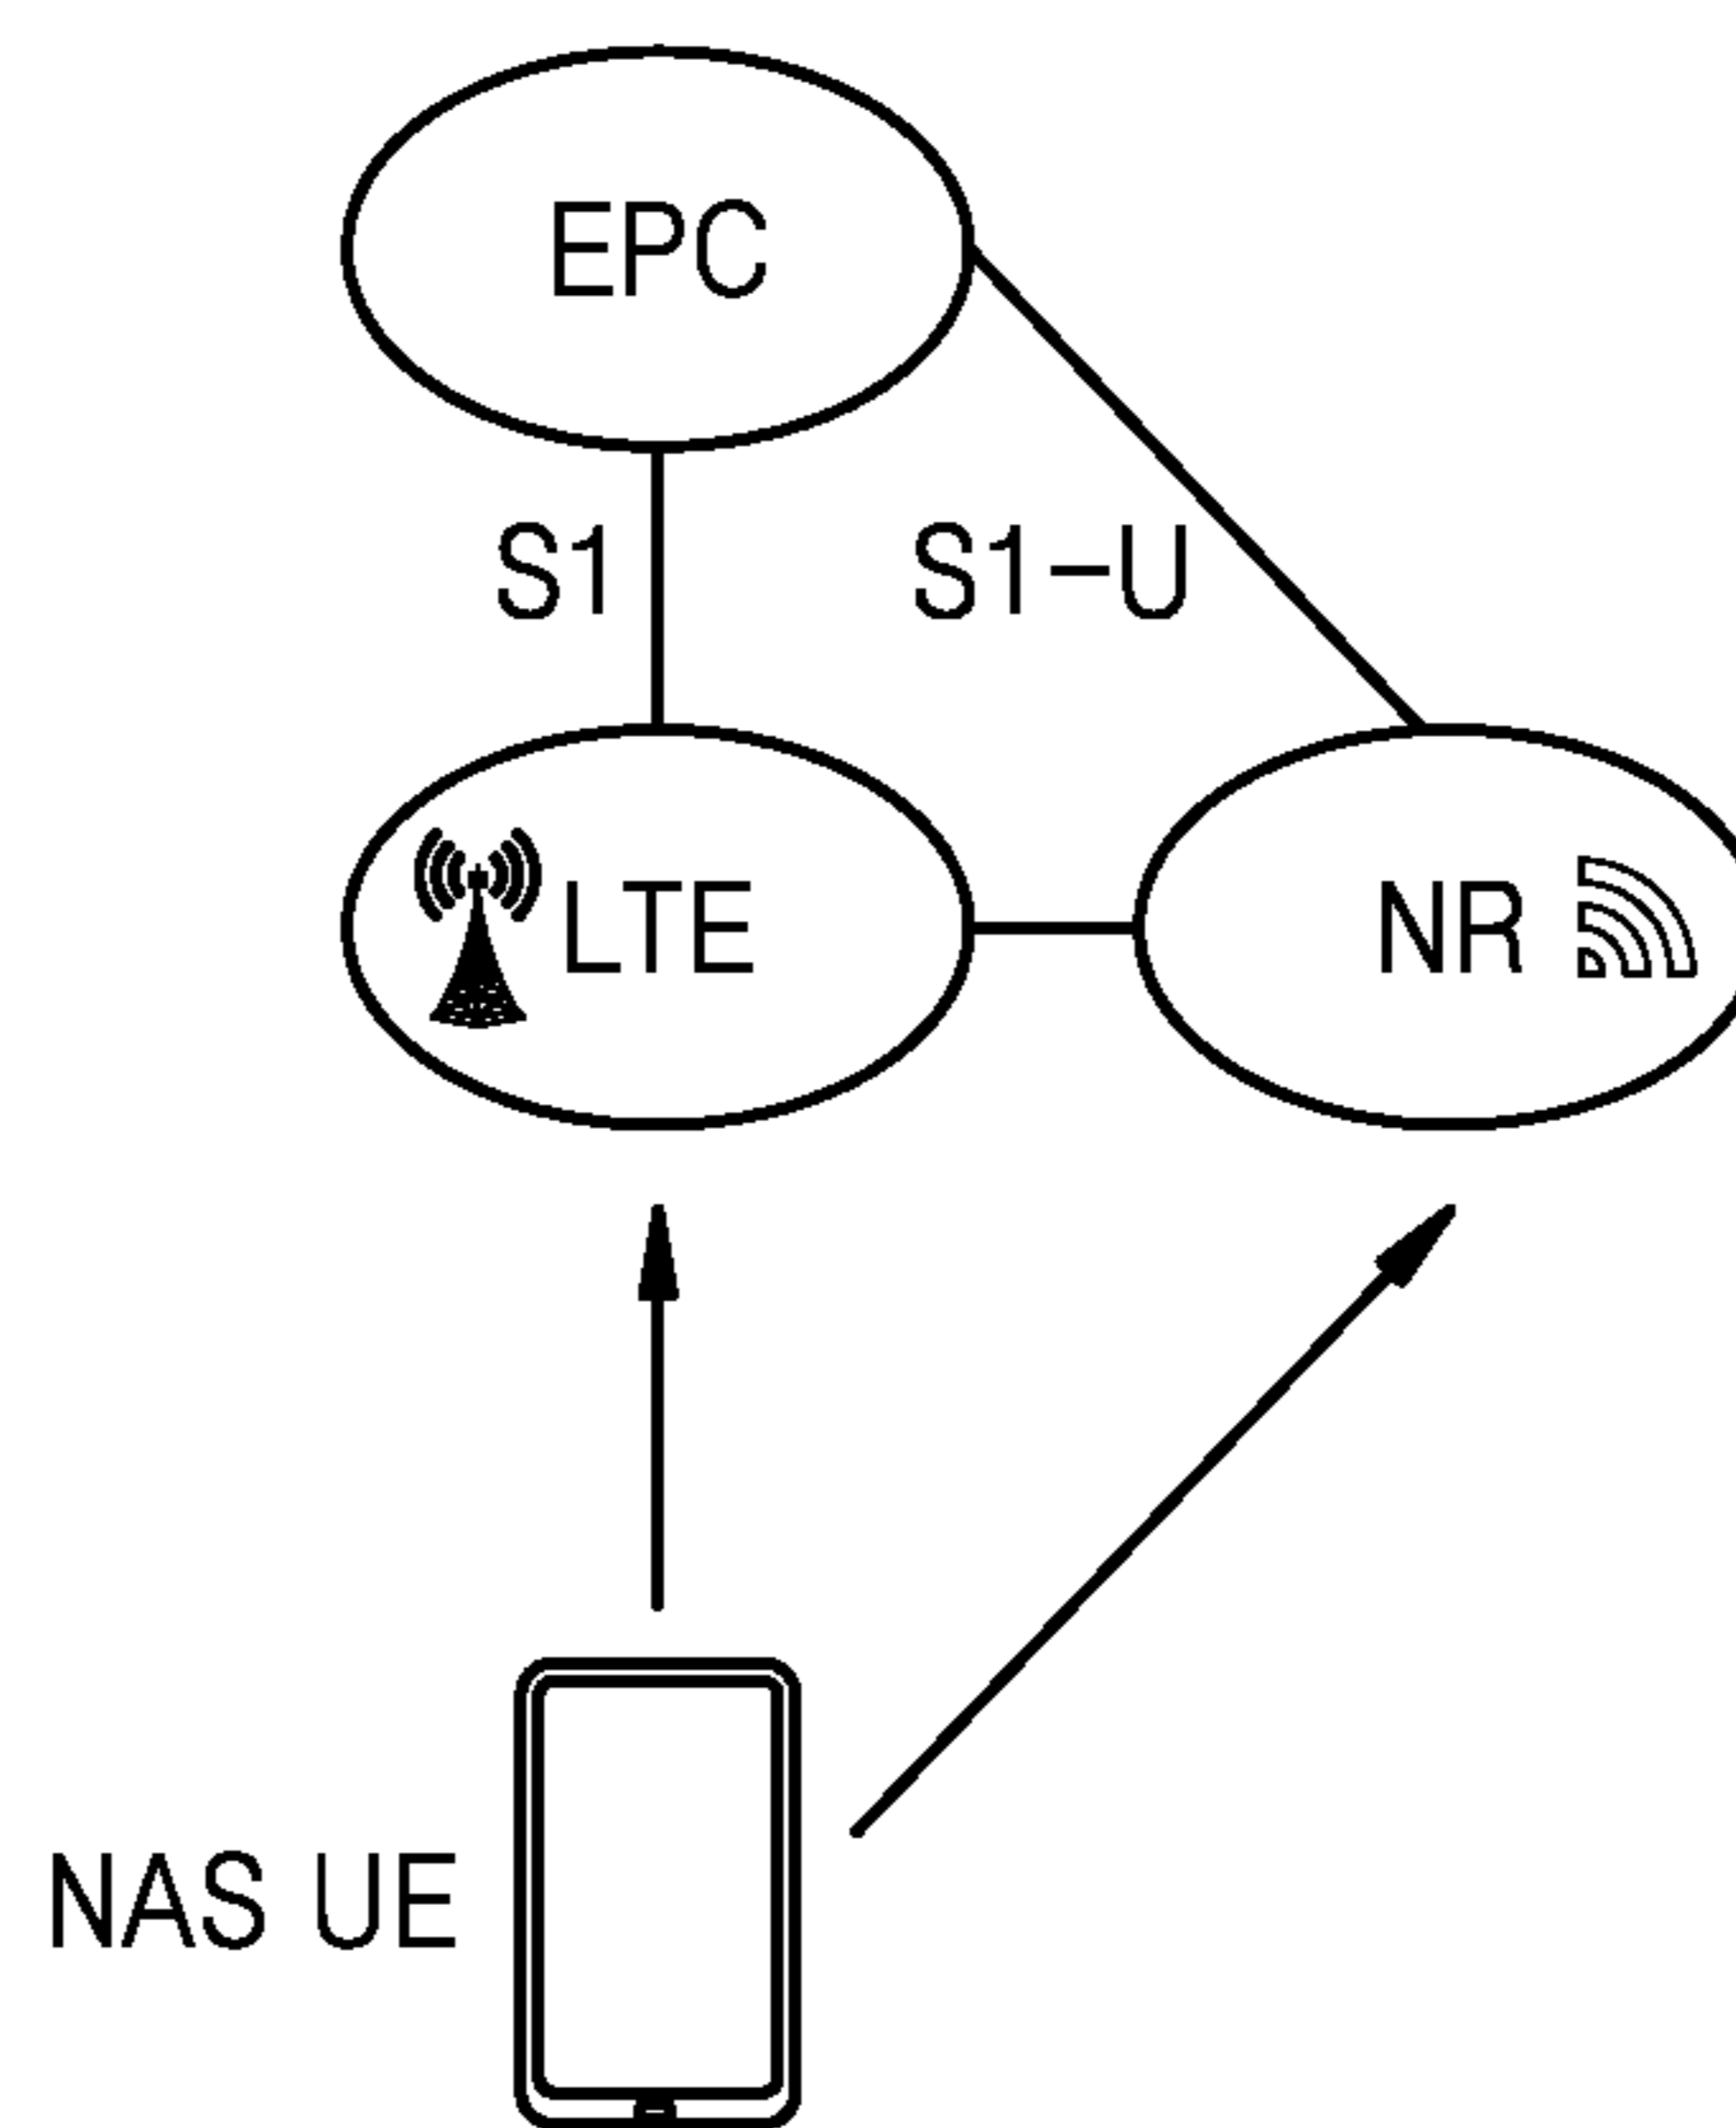 EPC
S1
S1-U
LTE
NR
NAS UE